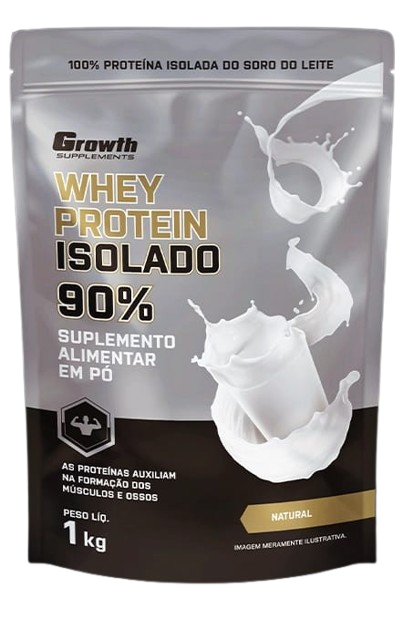 100% PROTEÍNA ISOLADA DO SORO DO LEITE
Growth
SUPPLEMENTS
WHEY
PROTEIN
ISOLADO
90%
SUPLEMENTO
ALIMENTAR
EM PÓ
AS PROTEÍNAS AUXILIAM
NA FORMAÇÃO DOS
MÚSCULOS E OSSOS
PESO LÍQ.
1 kg
NATURAL
IMAGEM MERAMENTE ILUSTRATIVA.